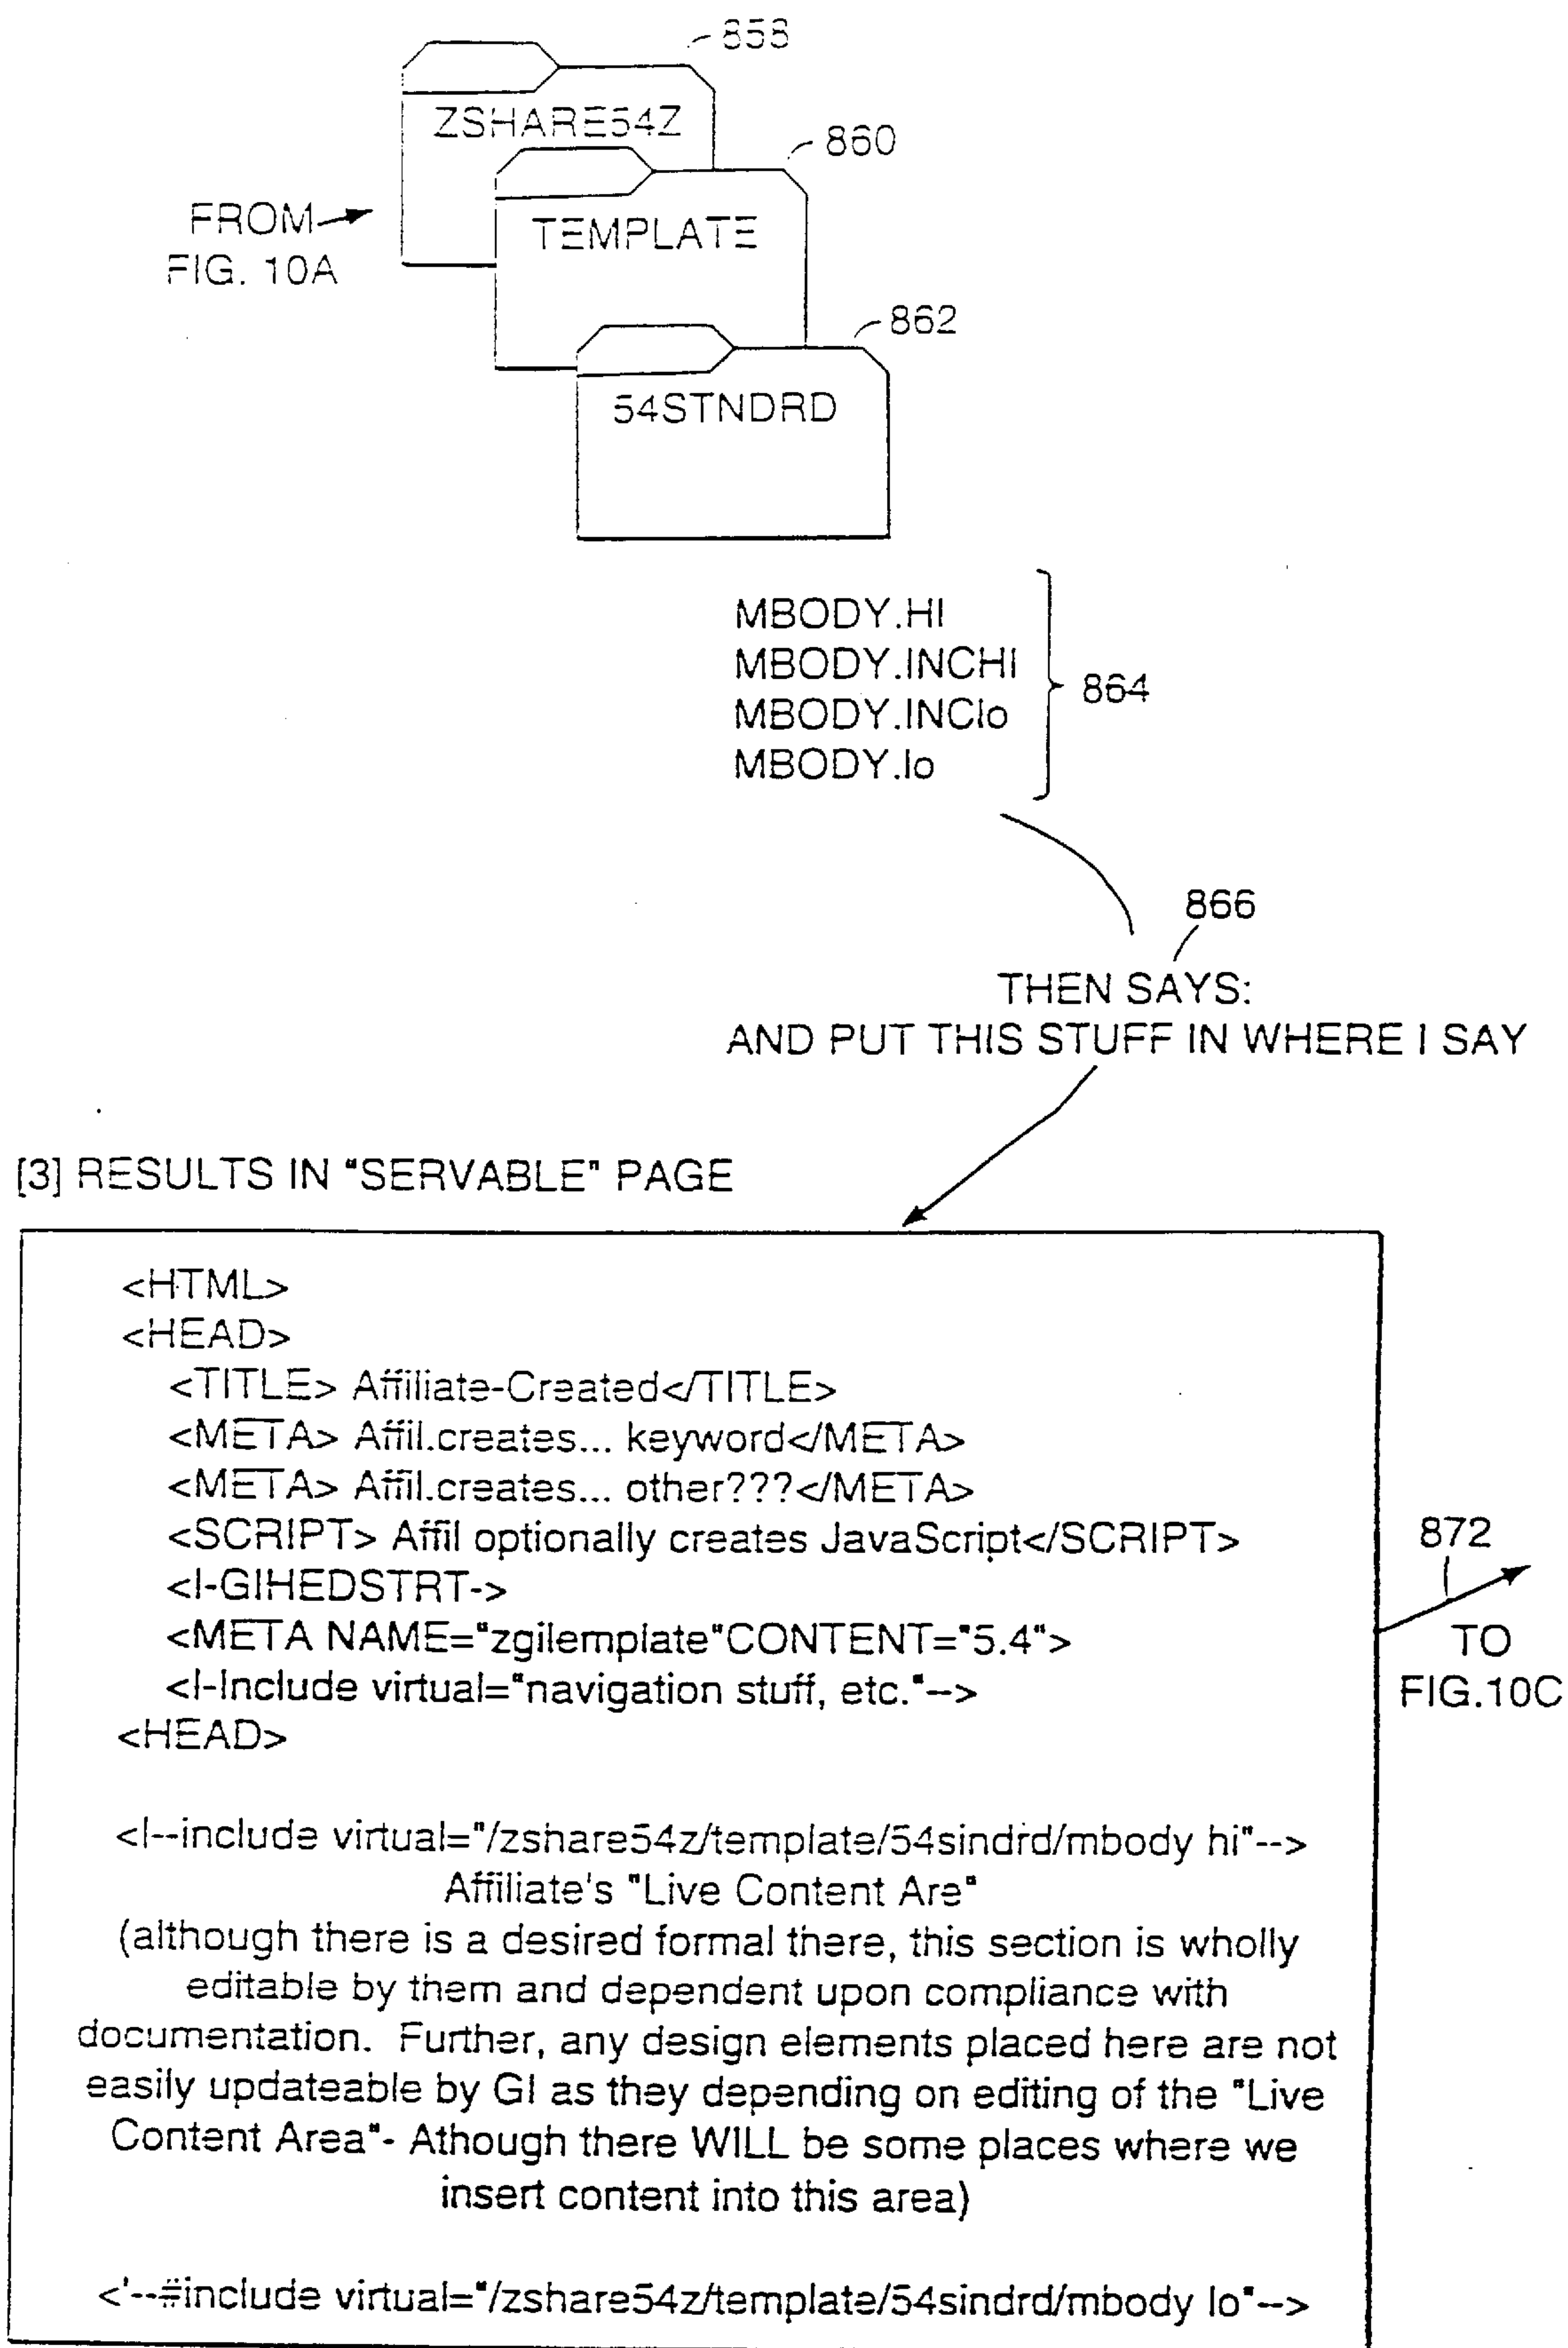 858
ZSHARE54Z
860
TEMPLATE
FROM
FIG. 10A
862
54STNDRD
MBODY.HI
MBODY.INCHI
MBODY.INClo
MBODY.lo
864
866
THEN SAYS:
AND PUT THIS STUFF IN WHERE I SAY
[3] RESULTS IN "SERVABLE" PAGE
<HTML>
<HEAD>
<TITLE> Affiliate-Created</TITLE>
<META> Affil.creates... keyword</META>
<META> Affil.creates... other???</META>
<SCRIPT> Affil optionally creates JavaScript</SCRIPT>
<I-GIHEDSTRT->
<META NAME="zgilemplate"CONTENT="5.4">
<I-Include virtual="navigation stuff, etc."-->
<HEAD>
872
TO
FIG.10C
<I--include virtual="/zshare54z/template/54sindrd/mbody hi"-->
Affiliate's "Live Content Are"
(although there is a desired formal there, this section is wholly
editable by them and dependent upon compliance with
documentation. Further, any design elements placed here are not
easily updateable by GI as they depending on editing of the "Live
Content Area"- Athough there WILL be some places where we
insert content into this area)
<'--#include virtual="/zshare54z/template/54sindrd/mbody lo"-->